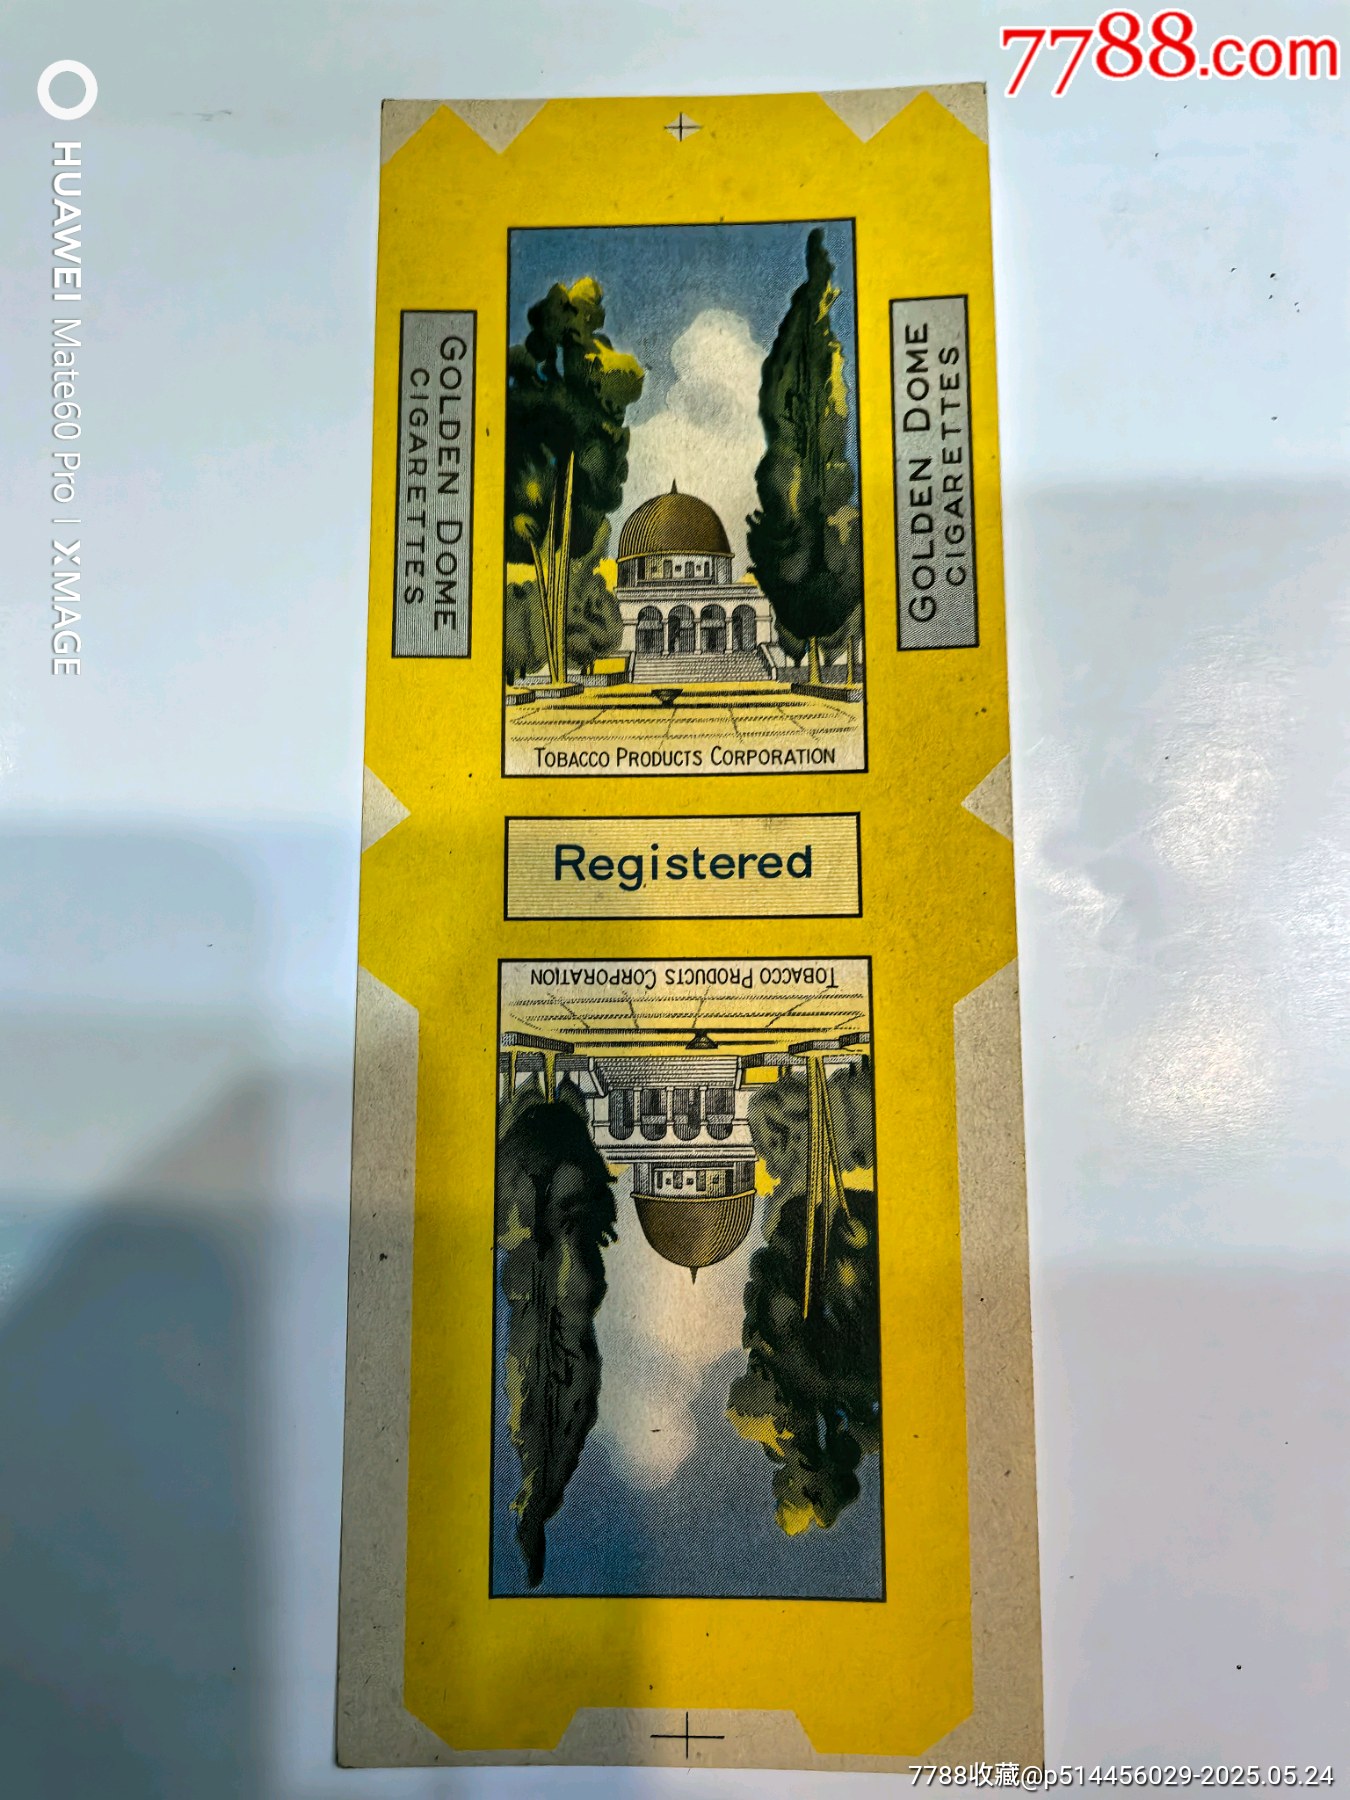 7788.com
HUAWEI Mate60 Pro | XMAGE
GOLDEN DOME
CIGARETTES
GOLDEN DOME
CIGARETTES
TOBACCO PRODUCTS CORPORATION
Registered
TOBACCO PRODUCTS CORPORATION
7788收藏@p514456029-2025.05.24